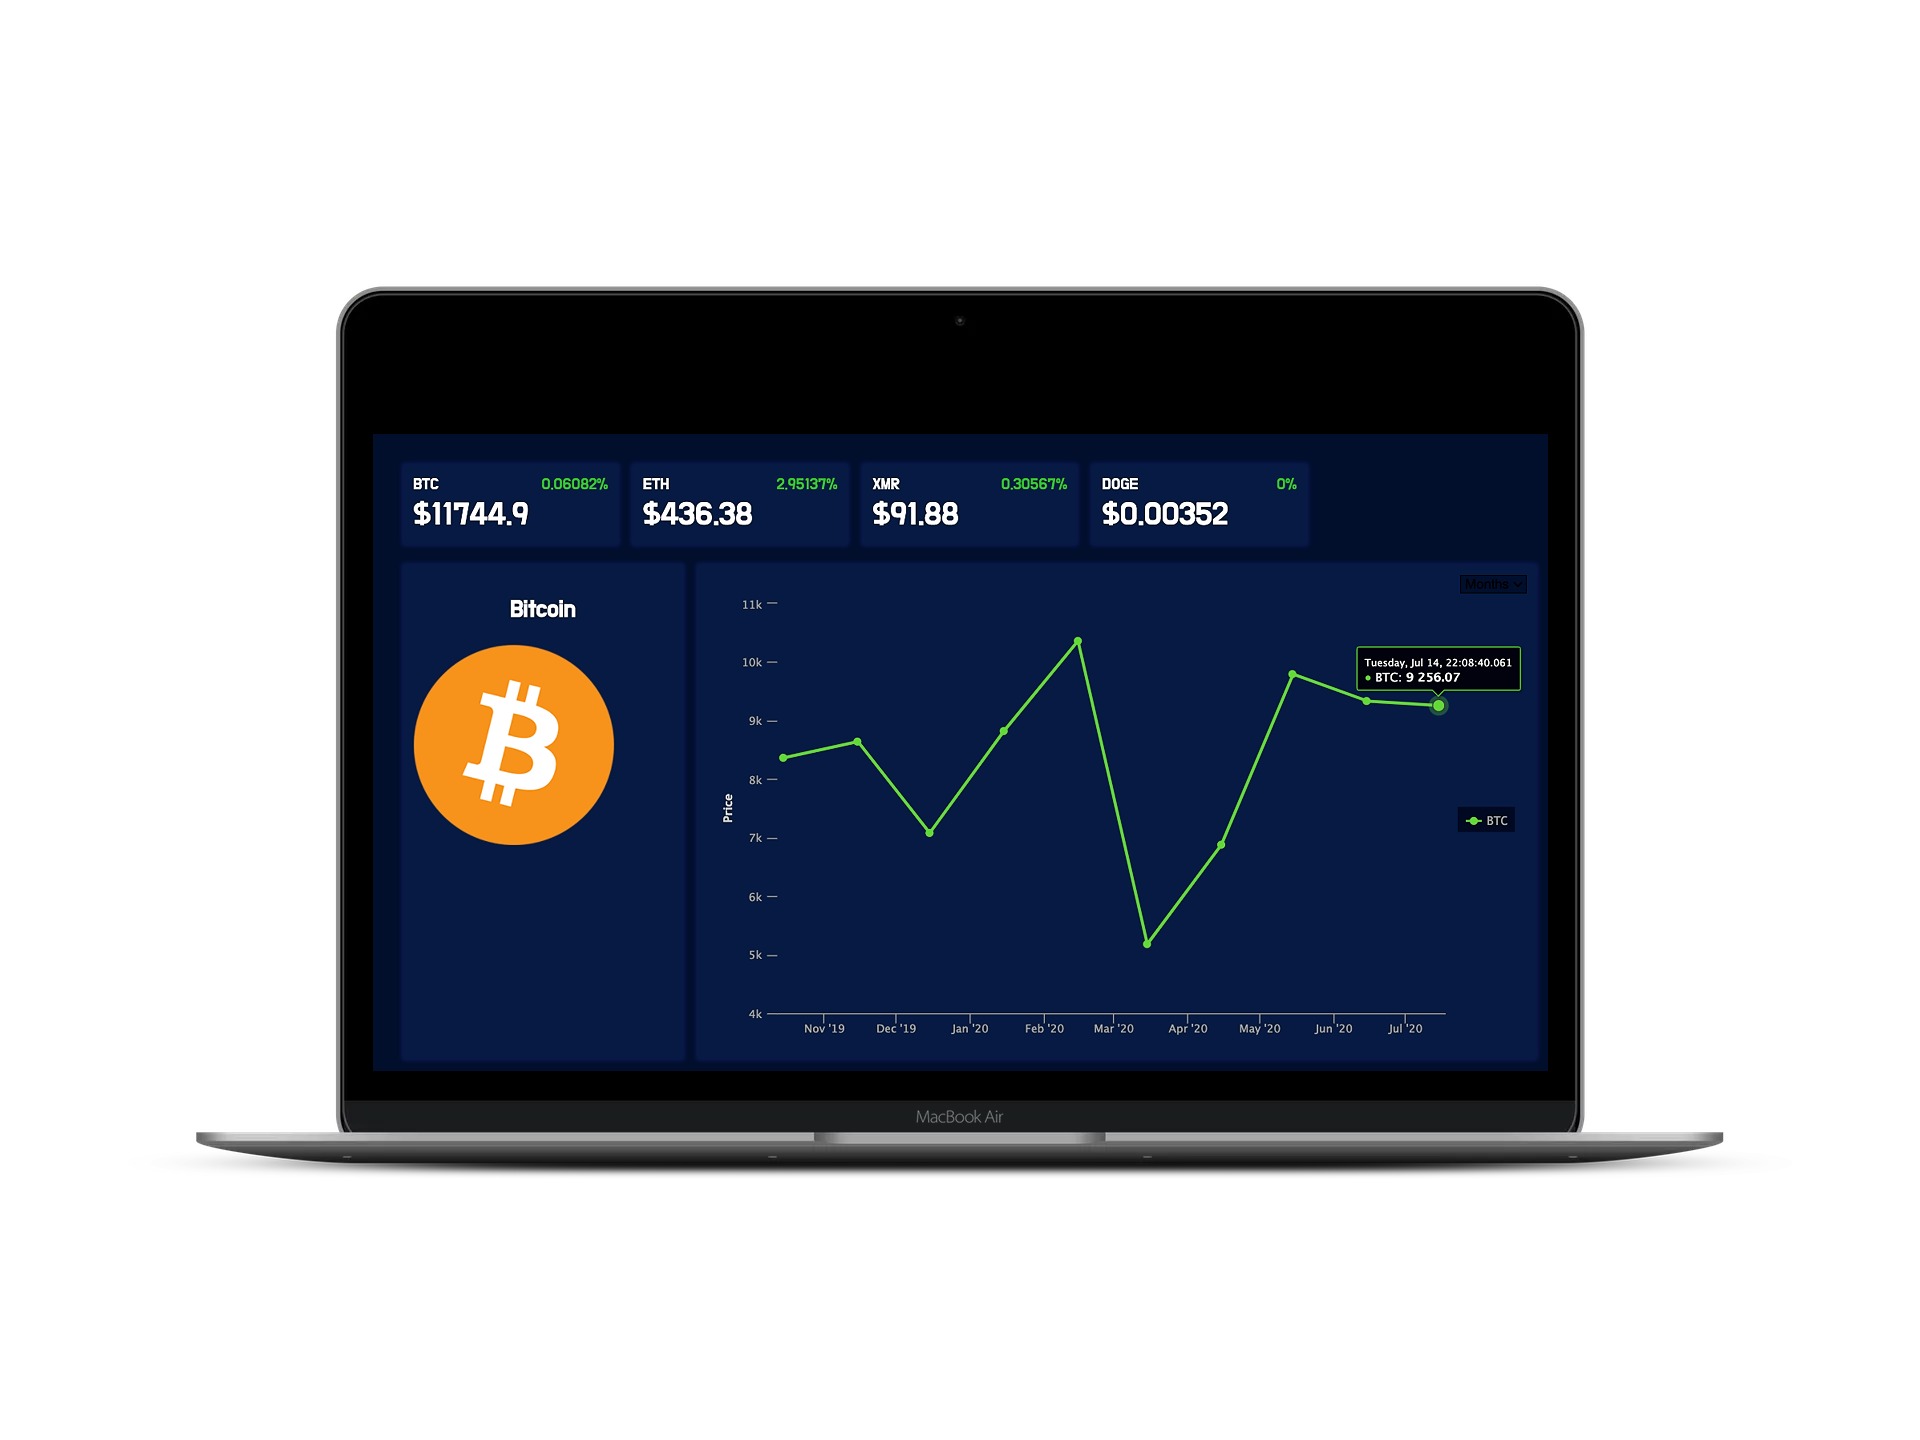 BTC 0.06082%
$11744.9
ETH 2.95137%
$436.38
XMR 0.30567%
$91.88
DOGE 0%
$0.00352
Bitcoin
Months
11k
10k
9k
8k
7k
6k
5k
4k
Price
Tuesday, Jul 14, 22:08:40.061
BTC: 9 256.07
BTC
Nov '19 Dec '19 Jan '20 Feb '20 Mar '20 Apr '20 May '20 Jun '20 Jul '20
MacBook Air